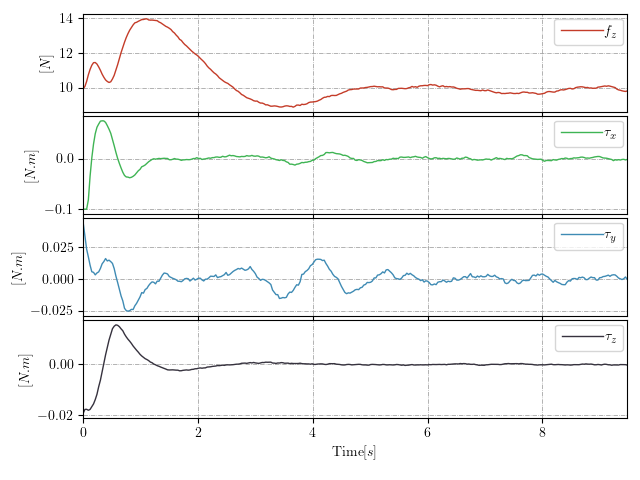 14
12
10
[N]
f_z
0.0
−0.1
[N.m]
τ_x
0.025
0.000
−0.025
[N.m]
τ_y
0.00
−0.02
[N.m]
τ_z
0 2 4 6 8
Time[s]